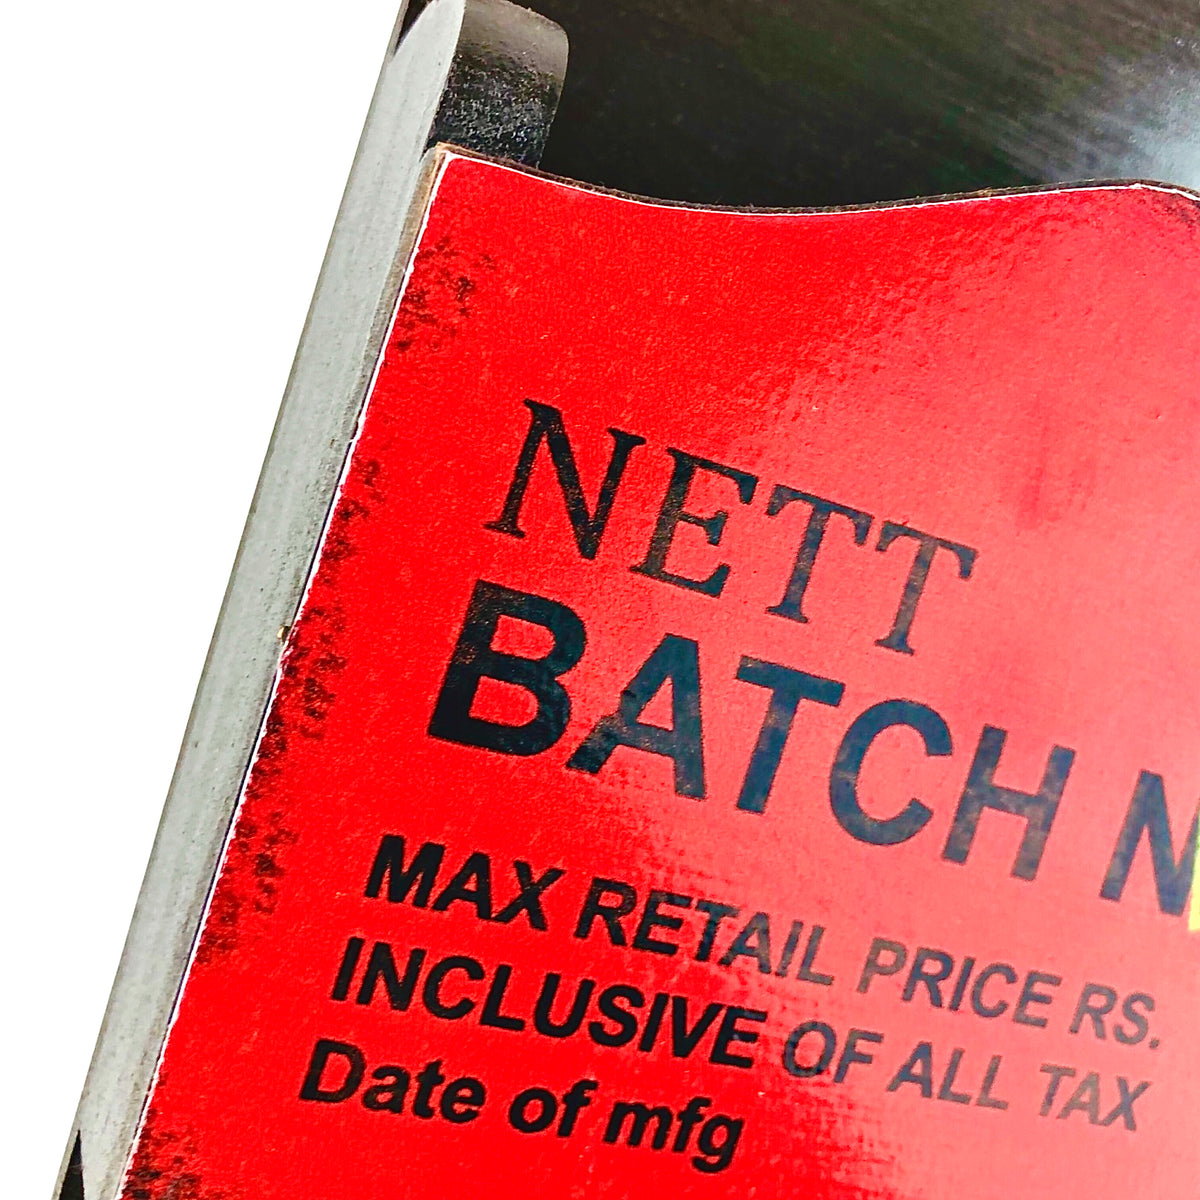 NETT
BATCH N
MAX RETAIL PRICE RS.
INCLUSIVE OF ALL TAX
Date of mfg